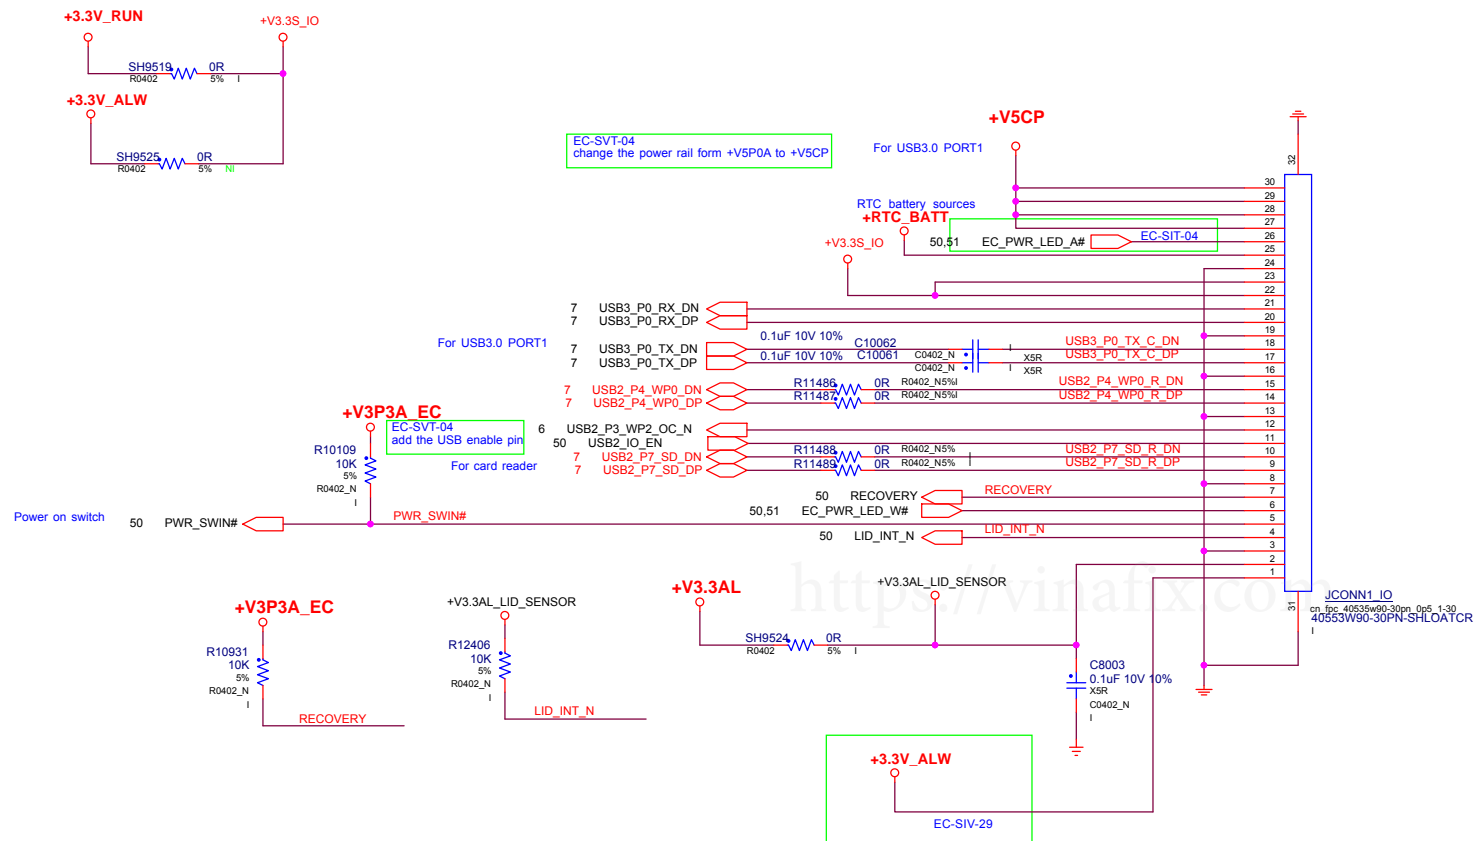 +3.3V_RUN
+V3.3S_IO
SH9519
0R
R0402
5%
I
+3.3V_ALW
SH9525
0R
R0402
5%
NI
EC-SVT-04
change the power rail form +V5P0A to +V5CP
+V5CP
For USB3.0 PORT1
RTC battery sources
+RTC_BATT
+V3.3S_IO
50,51
EC_PWR_LED_A#
EC-SIT-04
32
30
29
28
27
26
25
24
23
22
21
20
19
18
17
16
15
14
13
12
11
10
9
8
7
6
5
4
3
2
1
31
7 USB3_P0_RX_DN
7 USB3_P0_RX_DP
For USB3.0 PORT1
7 USB3_P0_TX_DN
7 USB3_P0_TX_DP
0.1uF 10V 10% C10062
0.1uF 10V 10% C10061
C0402_N
C0402_N
I
I
X5R
X5R
USB3_P0_TX_C_DN
USB3_P0_TX_C_DP
7 USB2_P4_WP0_DN
7 USB2_P4_WP0_DP
R11486 0R R0402_N5%I
R11487 0R R0402_N5%I
USB2_P4_WP0_R_DN
USB2_P4_WP0_R_DP
+V3P3A_EC
EC-SVT-04
add the USB enable pin
6 USB2_P3_WP2_OC_N
50 USB2_IO_EN
For card reader
7 USB2_P7_SD_DN
7 USB2_P7_SD_DP
R11488 0R R0402_N5%
R11489 0R R0402_N5%
I
USB2_P7_SD_R_DN
USB2_P7_SD_R_DP
R10109
10K
5%
R0402_N
I
50 RECOVERY
RECOVERY
50,51 EC_PWR_LED_W#
Power on switch
50 PWR_SWIN#
PWR_SWIN#
50 LID_INT_N
LID_INT_N
https://vinafix.com
JCONN1_IO
cn_fpc_40535w90-30pn_0p5_1-30
40553W90-30PN-SHLOATCR
I
+V3P3A_EC
R10931
10K
5%
R0402_N
I
RECOVERY
+V3.3AL_LID_SENSOR
R12406
10K
5%
R0402_N
I
LID_INT_N
+V3.3AL
+V3.3AL_LID_SENSOR
SH9524
0R
R0402
5%
I
C8003
0.1uF 10V 10%
X5R
C0402_N
I
+3.3V_ALW
EC-SIV-29